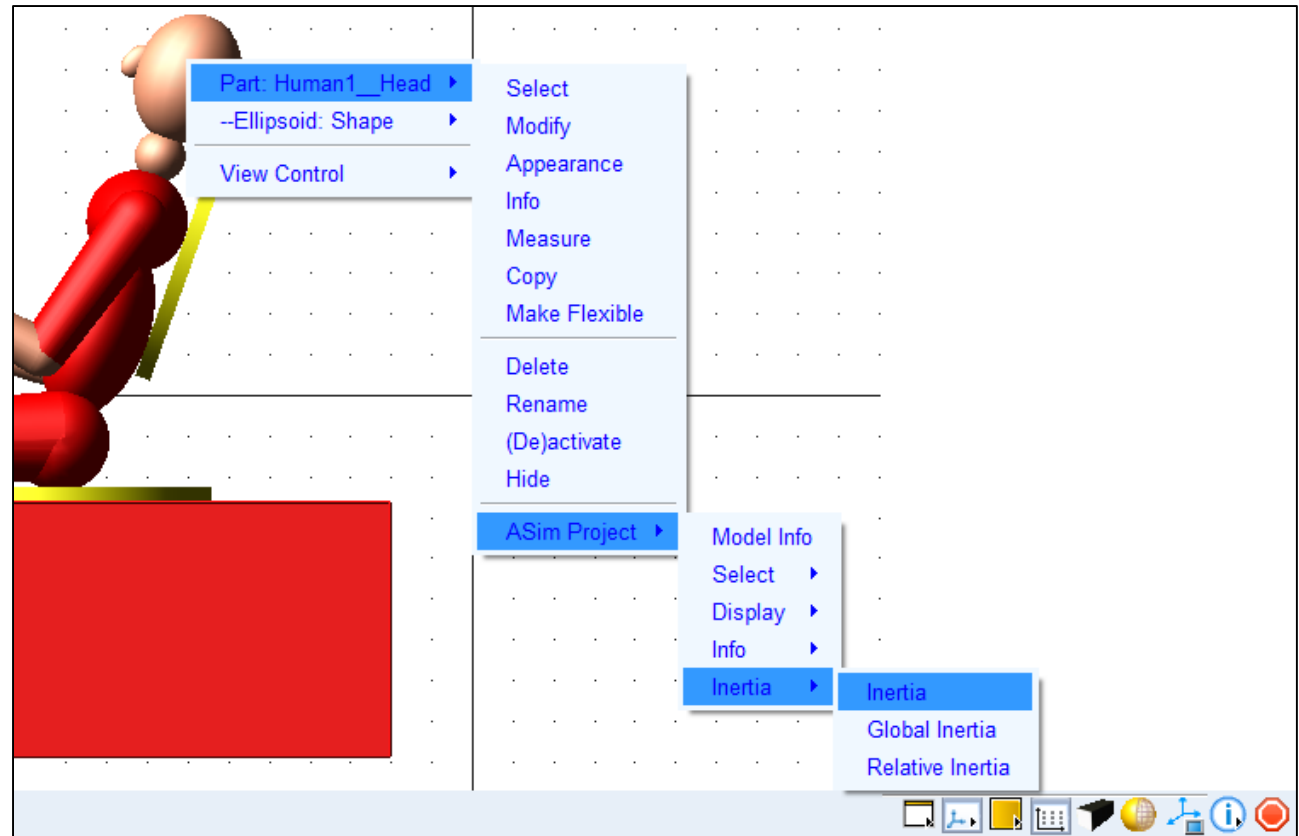 Part: Human1__Head
--Ellipsoid: Shape
View Control
Select
Modify
Appearance
Info
Measure
Copy
Make Flexible
Delete
Rename
(De)activate
Hide
ASim Project
Model Info
Select
Display
Info
Inertia
Inertia
Global Inertia
Relative Inertia